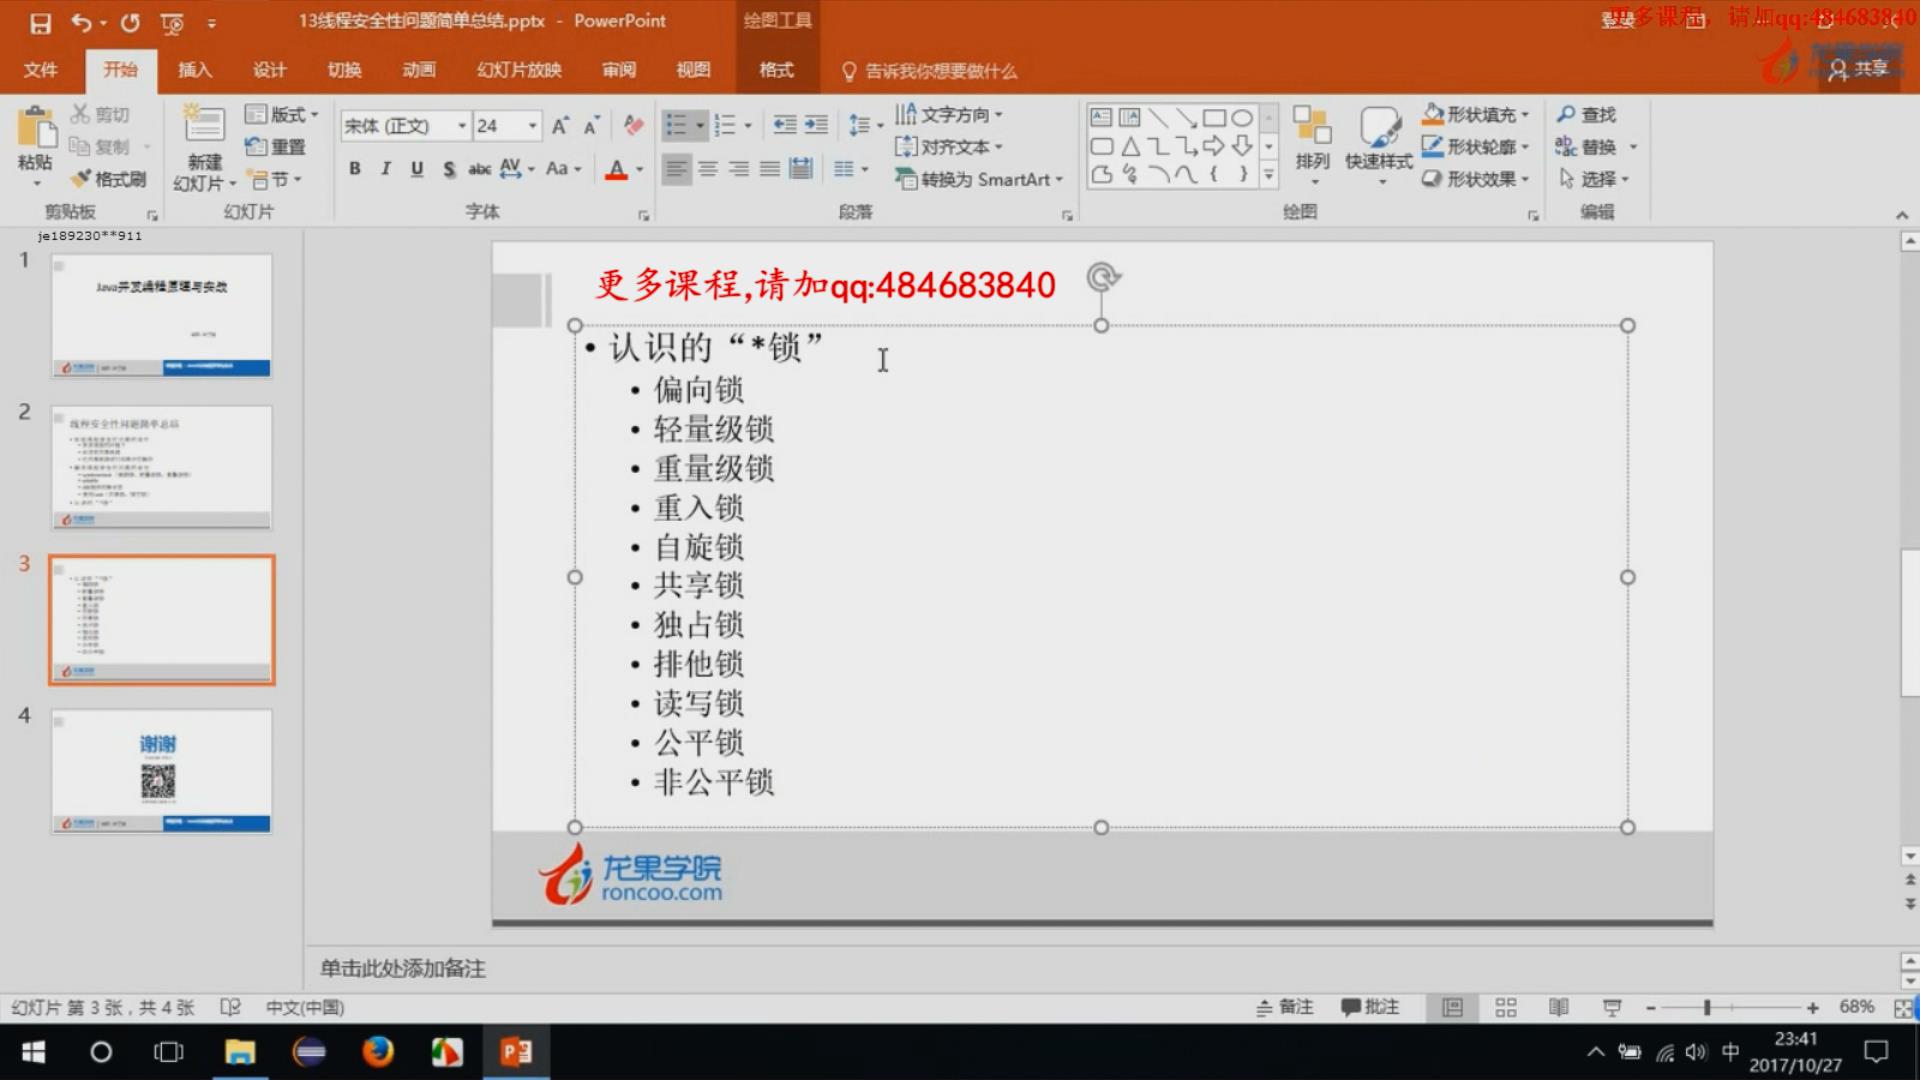 13线程安全性问题简单总结.pptx - PowerPoint
绘图工具
登录
更多课程，请加qq:484683840
文件 开始 插入 设计 切换 动画 幻灯片放映 审阅 视图 格式 告诉我你想要做什么
共享
剪切 版式 宋体 (正文) 24 文字方向 形状填充 查找
复制 重置 对齐文本 形状轮廓 替换
粘贴 新建 排列 快速样式
格式刷 幻灯片 节 B I U S abc AV Aa A 转换为 SmartArt 形状效果 选择
剪贴板 幻灯片 字体 段落 绘图 编辑
je189230**911
1
Java并发编程原理与实战
2
线程安全性问题简单总结
3
4
谢谢
更多课程,请加qq:484683840
• 认识的“*锁”
• 偏向锁
• 轻量级锁
• 重量级锁
• 重入锁
• 自旋锁
• 共享锁
• 独占锁
• 排他锁
• 读写锁
• 公平锁
• 非公平锁
龙果学院
roncoo.com
单击此处添加备注
幻灯片 第 3 张，共 4 张 中文(中国) 备注 批注 68%
中
23:41
2017/10/27